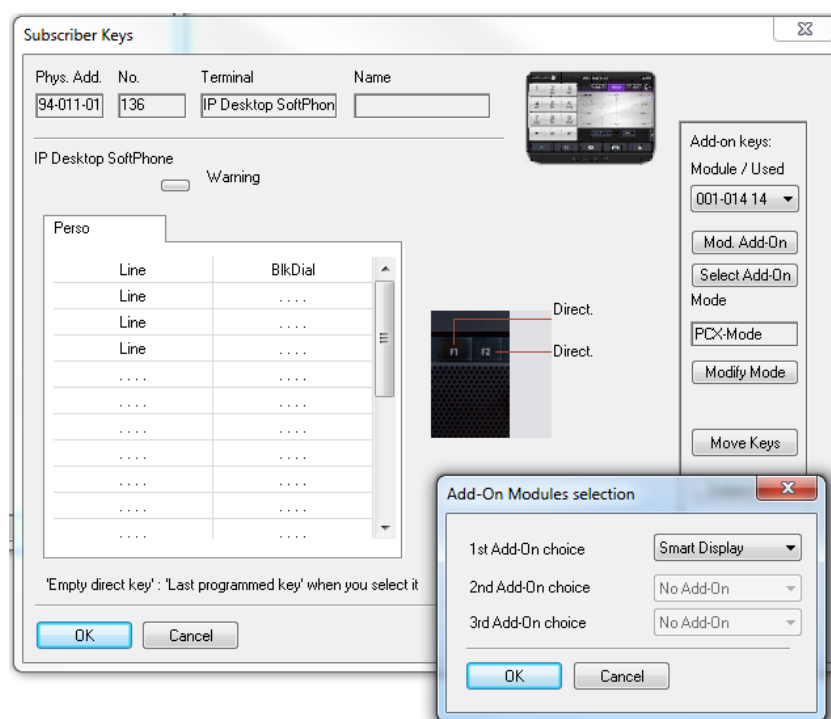 Subscriber Keys
Phys. Add. No. Terminal Name
94-011-01 136 IP Desktop SoftPhon
IP Desktop SoftPhone
Warning
Perso
Line BlkDial
Line . . . .
Line . . . .
Line . . . .
. . . . . . . .
. . . . . . . .
. . . . . . . .
. . . . . . . .
. . . . . . . .
. . . . . . . .
. . . . . . . .
'Empty direct key' : 'Last programmed key' when you select it
OK Cancel
Direct.
F1 F2 Direct.
Add-on keys:
Module / Used
001-014 14
Mod. Add-On
Select Add-On
Mode
PCX-Mode
Modify Mode
Move Keys
Add-On Modules selection
1st Add-On choice Smart Display
2nd Add-On choice No Add-On
3rd Add-On choice No Add-On
OK Cancel